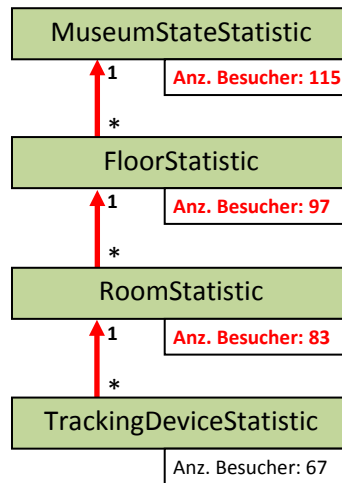 MuseumStateStatistic
Anz. Besucher: 115
1
*
FloorStatistic
Anz. Besucher: 97
1
*
RoomStatistic
Anz. Besucher: 83
1
*
TrackingDeviceStatistic
Anz. Besucher: 67